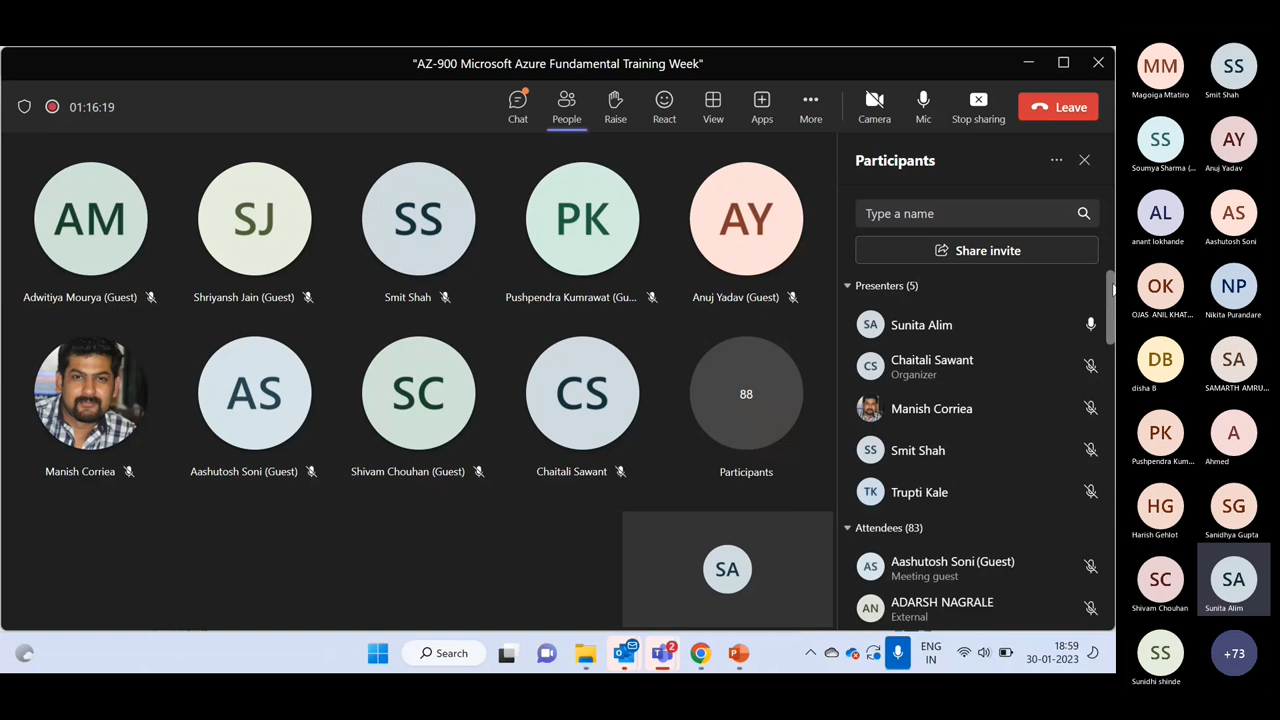 "AZ-900 Microsoft Azure Fundamental Training Week"
01:16:19
Chat
People
Raise
React
View
Apps
More
Camera
Mic
Stop sharing
Leave
AM
SJ
SS
PK
AY
Adwitiya Mourya (Guest)
Shriyansh Jain (Guest)
Smit Shah
Pushpendra Kumrawat (Gu...
Anuj Yadav (Guest)
AS
SC
CS
88
Manish Corriea
Aashutosh Soni (Guest)
Shivam Chouhan (Guest)
Chaitali Sawant
Participants
SA
Participants
Type a name
Share invite
Presenters (5)
SA
Sunita Alim
CS
Chaitali Sawant
Organizer
Manish Corriea
SS
Smit Shah
TK
Trupti Kale
Attendees (83)
AS
Aashutosh Soni (Guest)
Meeting guest
AN
ADARSH NAGRALE
External
Search
2
ENG
IN
18:59
30-01-2023
MM
SS
Magoiga Mtatiro
Smit Shah
SS
AY
Soumya Sharma (...
Anuj Yadav
AL
AS
anant lokhande
Aashutosh Soni
OK
NP
OJAS ANIL KHAT...
Nikita Purandare
DB
SA
disha B
SAMARTH AMRU...
PK
A
Pushpendra Kum...
Ahmed
HG
SG
Harish Gehlot
Sanidhya Gupta
SC
SA
Shivam Chouhan
Sunita Alim
SS
+73
Sunidhi shinde